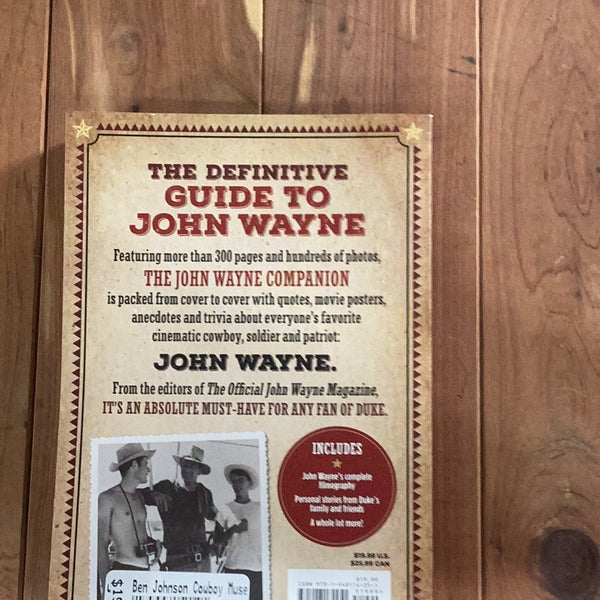 THE DEFINITIVE
GUIDE TO
JOHN WAYNE
Featuring more than 300 pages and hundreds of photos,
THE JOHN WAYNE COMPANION
is packed from cover to cover with quotes, movie posters,
anecdotes and trivia about everyone's favorite
cinematic cowboy, soldier and patriot:
JOHN WAYNE.
From the editors of The Official John Wayne Magazine,
IT'S AN ABSOLUTE MUST-HAVE FOR ANY FAN OF DUKE.
INCLUDES
John Wayne's complete
filmography
Personal stories from Duke's
family and friends
A whole lot more!
$19.99 U.S.
$25.99 CAN
Ben Johnson Cowboy Muse